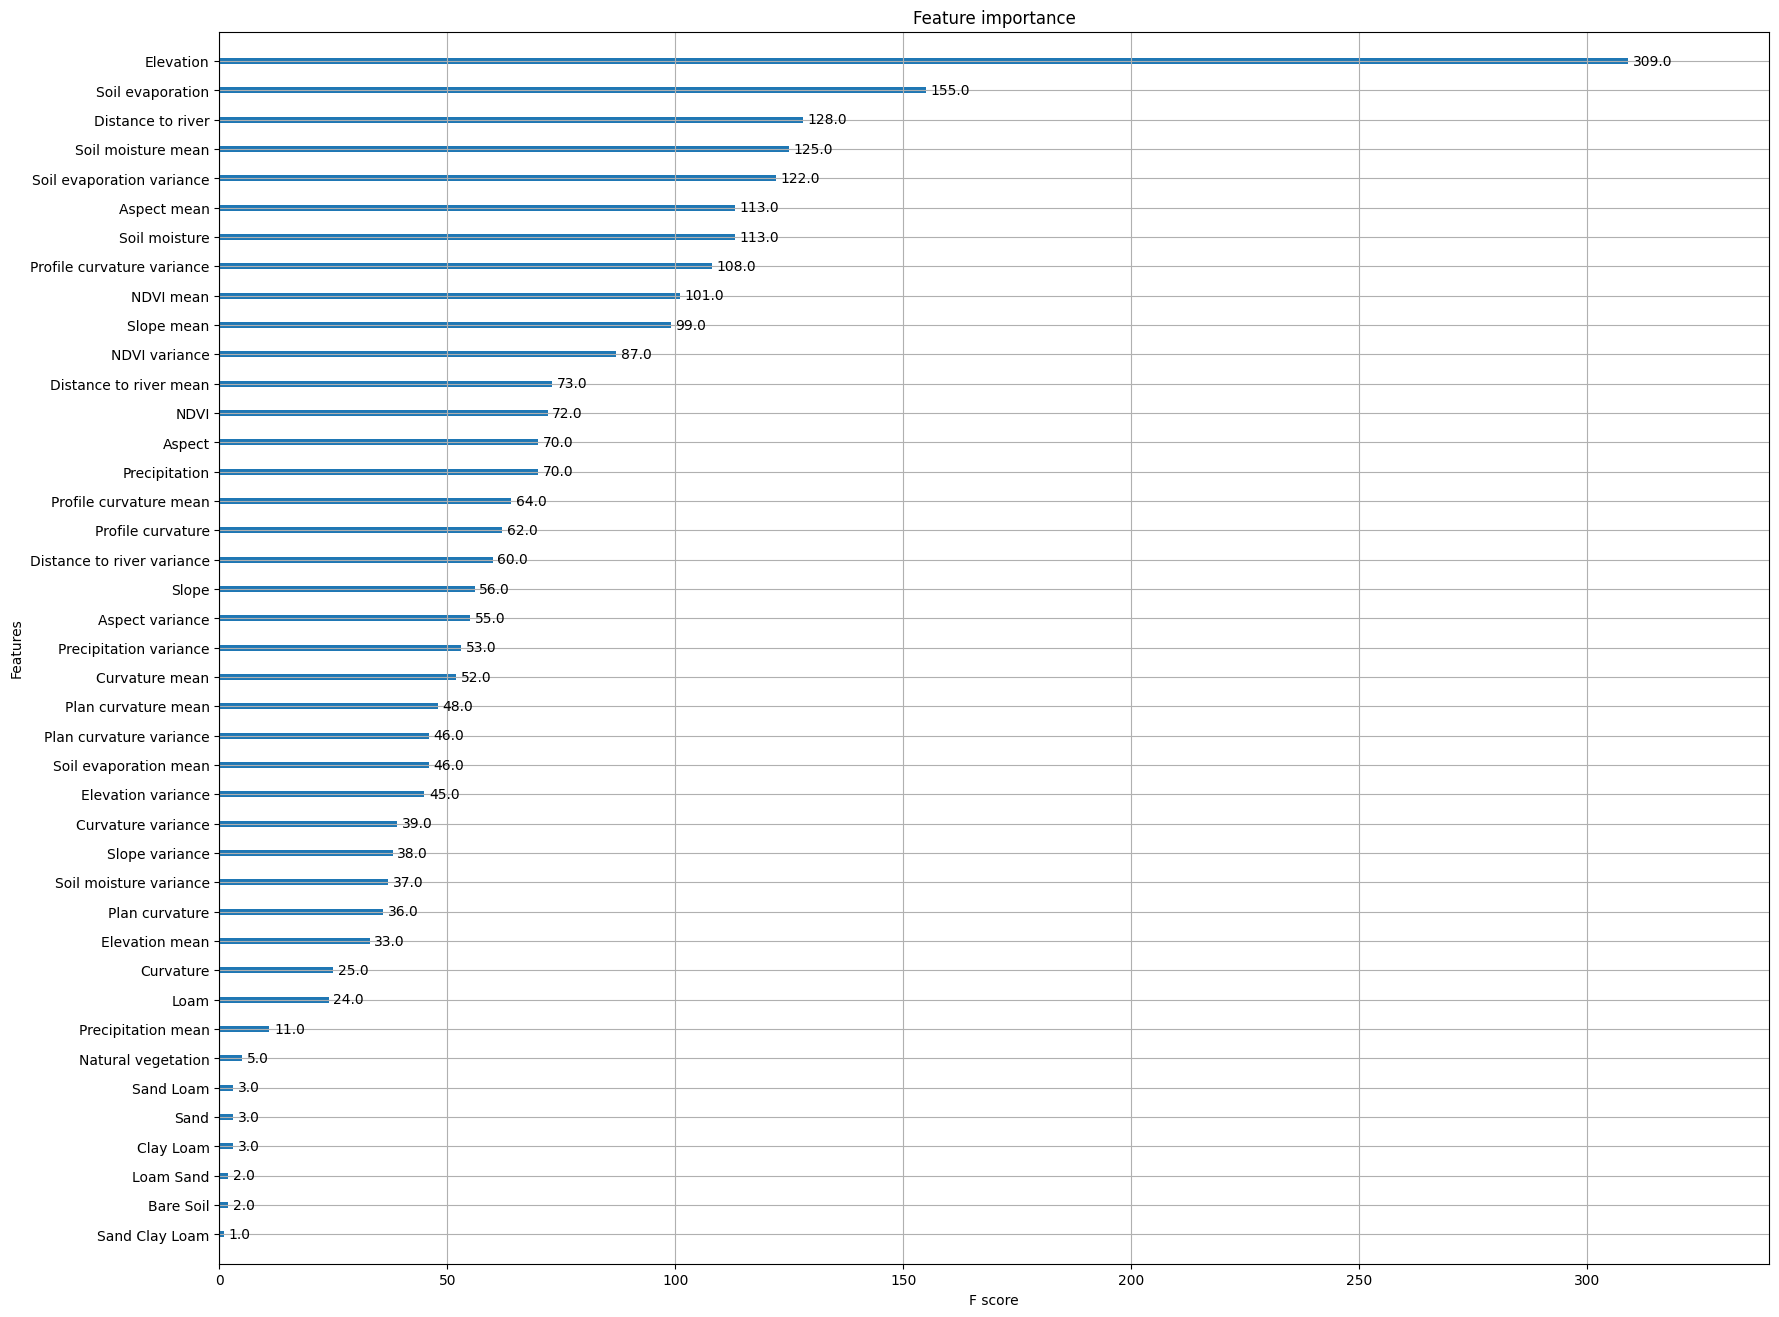 Feature importance
Elevation 309.0
Soil evaporation 155.0
Distance to river 128.0
Soil moisture mean 125.0
Soil evaporation variance 122.0
Aspect mean 113.0
Soil moisture 113.0
Profile curvature variance 108.0
NDVI mean 101.0
Slope mean 99.0
NDVI variance 87.0
Distance to river mean 73.0
NDVI 72.0
Aspect 70.0
Precipitation 70.0
Profile curvature mean 64.0
Profile curvature 62.0
Distance to river variance 60.0
Slope 56.0
Aspect variance 55.0
Precipitation variance 53.0
Curvature mean 52.0
Plan curvature mean 48.0
Plan curvature variance 46.0
Soil evaporation mean 46.0
Elevation variance 45.0
Curvature variance 39.0
Slope variance 38.0
Soil moisture variance 37.0
Plan curvature 36.0
Elevation mean 33.0
Curvature 25.0
Loam 24.0
Precipitation mean 11.0
Natural vegetation 5.0
Sand Loam 3.0
Sand 3.0
Clay Loam 3.0
Loam Sand 2.0
Bare Soil 2.0
Sand Clay Loam 1.0
Features
0 50 100 150 200 250 300
F score